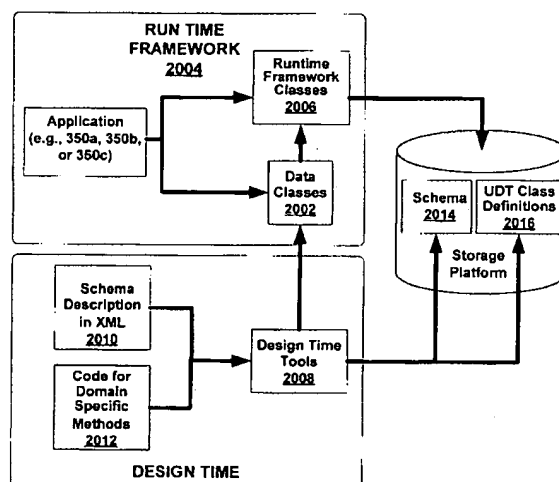 RUN TIME
FRAMEWORK
2004
Runtime
Framework
Classes
2006
Application
(e.g., 350a, 350b,
or 350c)
Data
Classes
2002
Schema
2014
UDT Class
Definitions
2016
Storage
Platform
Schema
Description
in XML
2010
Design Time
Tools
2008
Code for
Domain
Specific
Methods
2012
DESIGN TIME